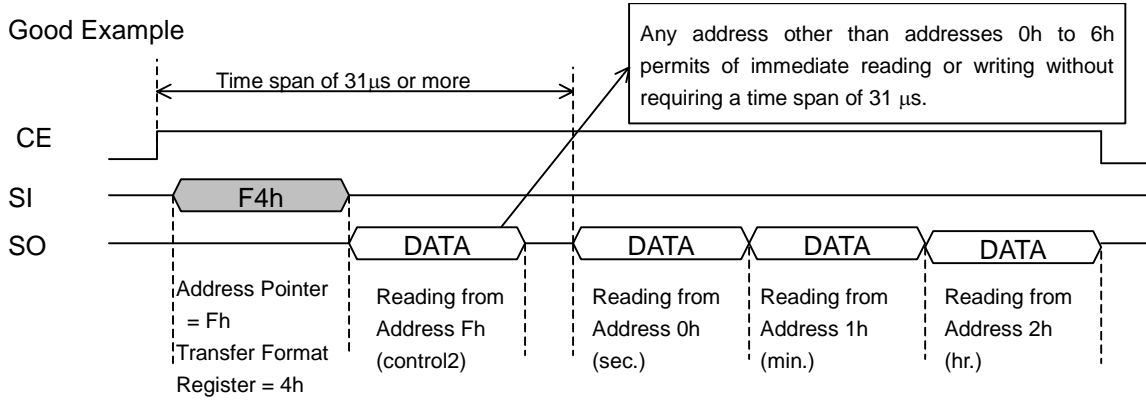 Good Example
Any address other than addresses 0h to 6h
permits of immediate reading or writing without
requiring a time span of 31 μs.
Time span of 31μs or more
CE
SI
F4h
SO
DATA
DATA
DATA
DATA
Address Pointer
= Fh
Transfer Format
Register = 4h
Reading from
Address Fh
(control2)
Reading from
Address 0h
(sec.)
Reading from
Address 1h
(min.)
Reading from
Address 2h
(hr.)